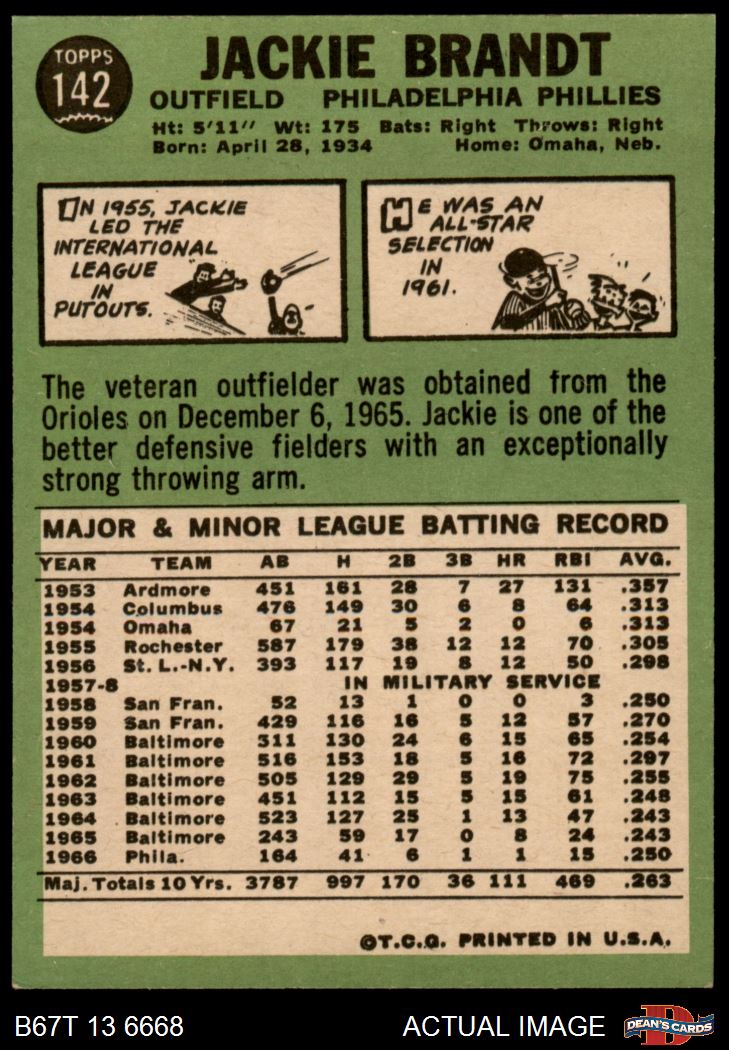 TOPPS
142
JACKIE BRANDT
OUTFIELD PHILADELPHIA PHILLIES
Ht: 5'11" Wt: 175 Bats: Right Throws: Right
Born: April 28, 1934 Home: Omaha, Neb.
IN 1955, JACKIE
LED THE
INTERNATIONAL
LEAGUE
IN
PUTOUTS.
HE WAS AN
ALL-STAR
SELECTION
IN
1961.
The veteran outfielder was obtained from the
Orioles on December 6, 1965. Jackie is one of the
better defensive fielders with an exceptionally
strong throwing arm.
MAJOR & MINOR LEAGUE BATTING RECORD
YEAR TEAM AB H 2B 3B HR RBI AVG.
1953 Ardmore 451 161 28 7 27 131 .357
1954 Columbus 476 149 30 6 8 64 .313
1954 Omaha 67 21 5 2 0 6 .313
1955 Rochester 587 179 38 12 12 70 .305
1956 St. L.-N.Y. 393 117 19 8 12 50 .298
1957-8 IN MILITARY SERVICE
1958 San Fran. 52 13 1 0 0 3 .250
1959 San Fran. 429 116 16 5 12 57 .270
1960 Baltimore 511 130 24 6 15 65 .254
1961 Baltimore 516 153 18 5 16 72 .297
1962 Baltimore 505 129 29 5 19 75 .255
1963 Baltimore 451 112 15 5 15 61 .248
1964 Baltimore 523 127 25 1 13 47 .243
1965 Baltimore 243 59 17 0 8 24 .243
1966 Phila. 164 41 6 1 1 15 .250
Maj. Totals 10 Yrs. 3787 997 170 36 111 469 .263
©T.C.G. PRINTED IN U.S.A.
B67T 13 6668 ACTUAL IMAGE
DEAN'S CARDS